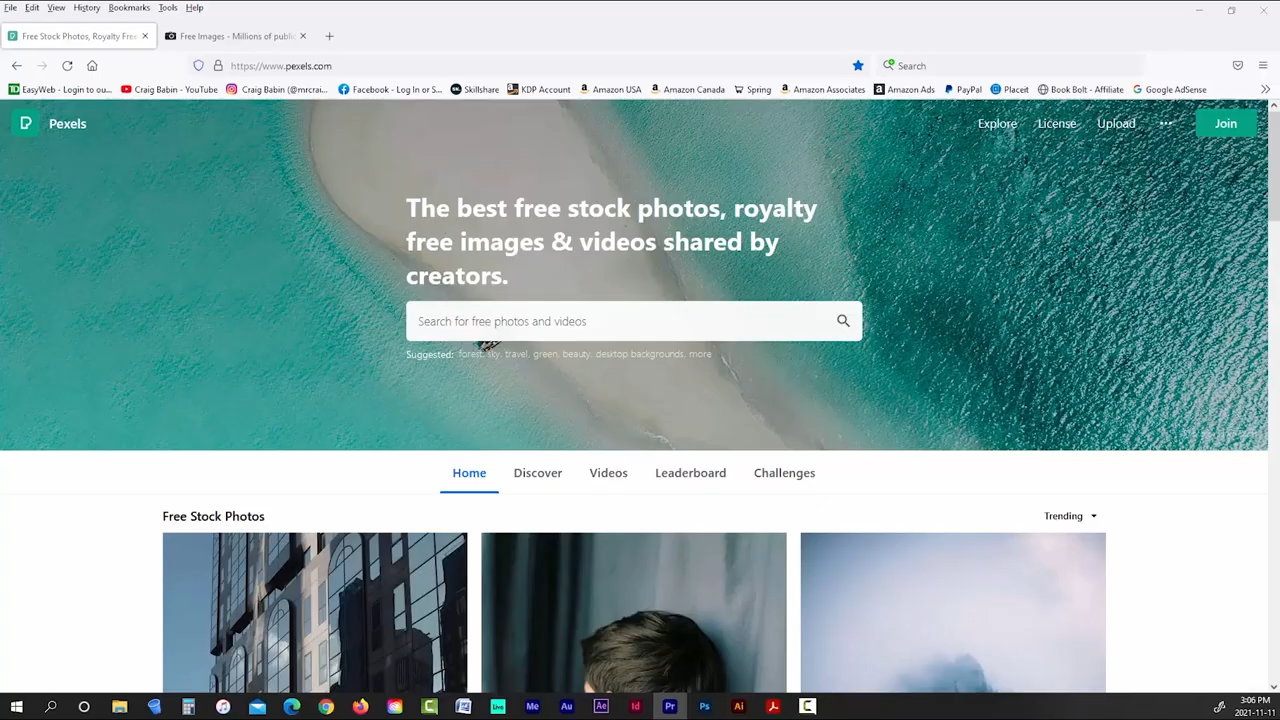 File Edit View History Bookmarks Tools Help
Free Stock Photos, Royalty Free
Free Images - Millions of public
https://www.pexels.com
Search
EasyWeb - Login to ou... Craig Babin - YouTube Craig Babin (@mrcrai... Facebook - Log In or S... Skillshare KDP Account Amazon USA Amazon Canada Spring Amazon Associates Amazon Ads PayPal Placeit Book Bolt - Affiliate Google AdSense
Pexels
Explore License Upload ... Join
The best free stock photos, royalty
free images & videos shared by
creators.
Search for free photos and videos
Suggested: forest, sky, travel, green, beauty, desktop backgrounds, more
Home Discover Videos Leaderboard Challenges
Free Stock Photos
Trending
3:06 PM
2021-11-11